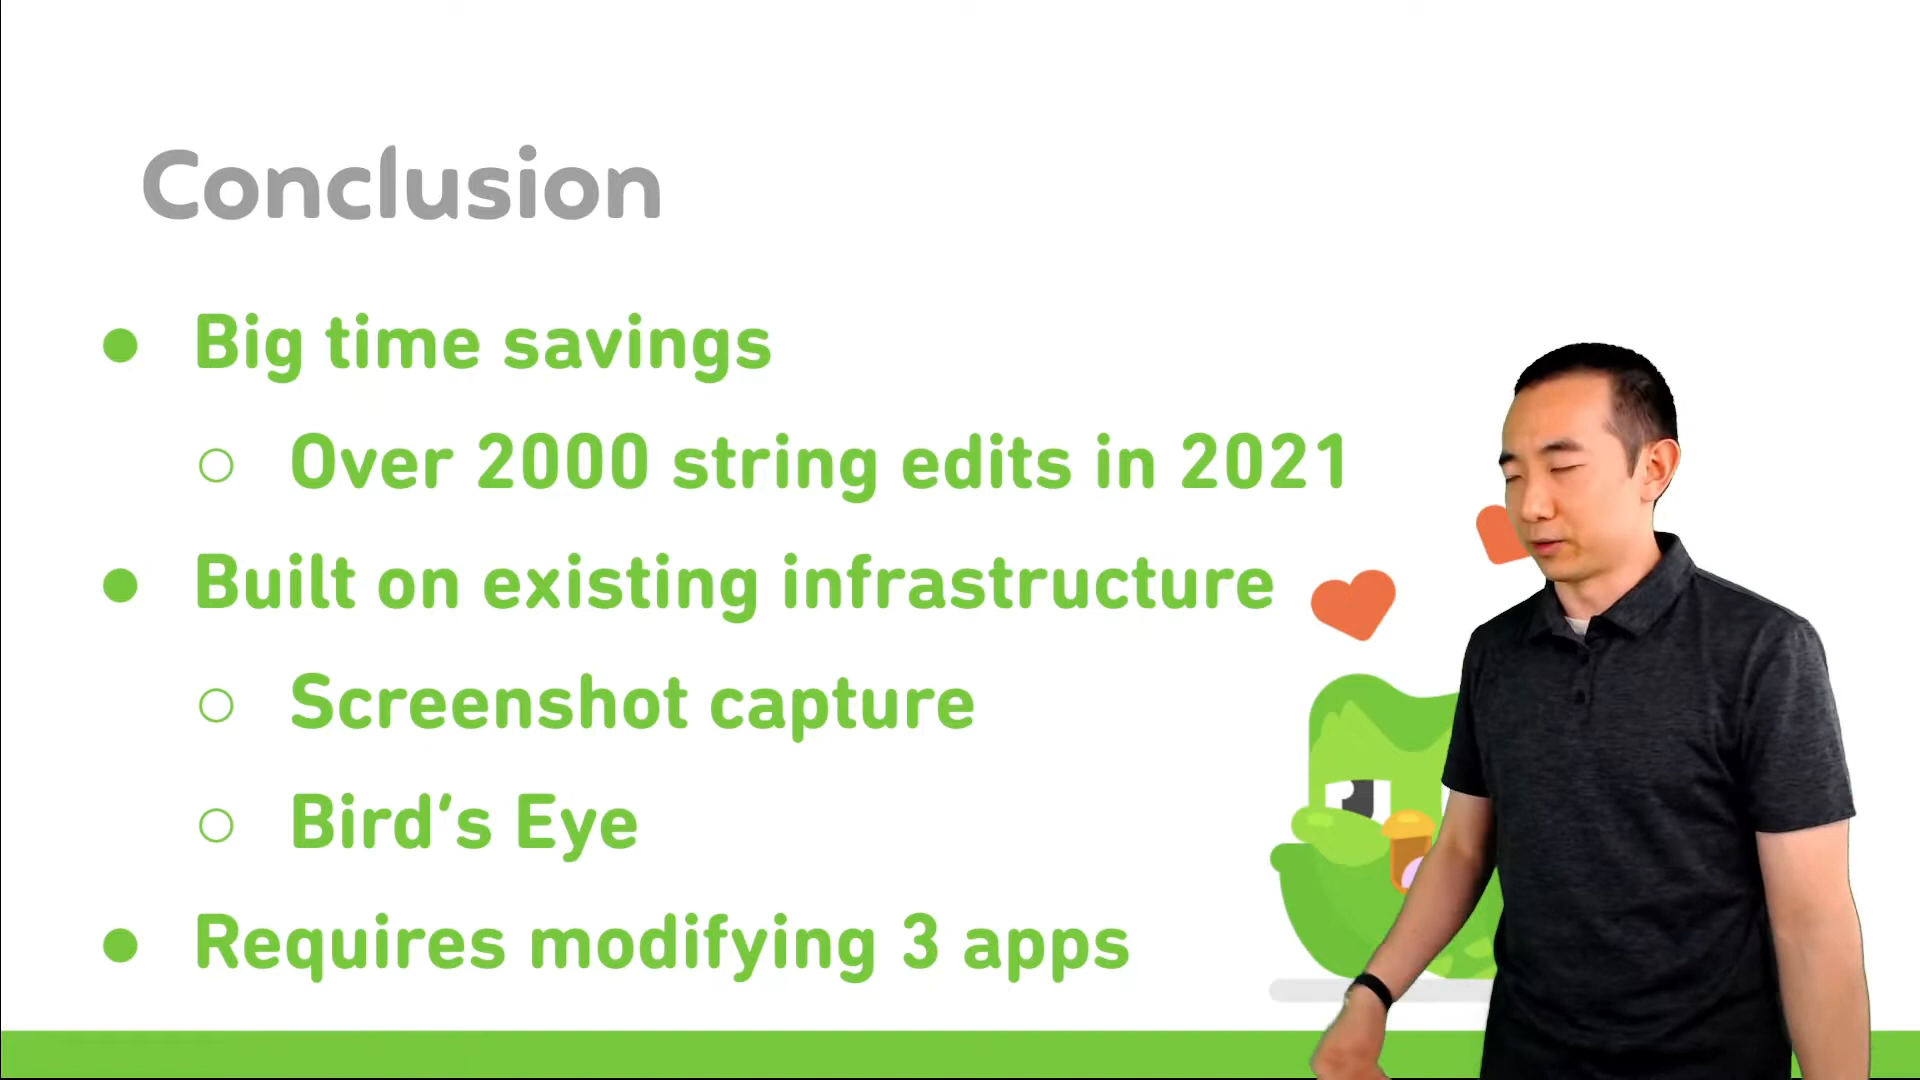 Conclusion
● Big time savings
○ Over 2000 string edits in 2021
● Built on existing infrastructure
○ Screenshot capture
○ Bird’s Eye
● Requires modifying 3 apps